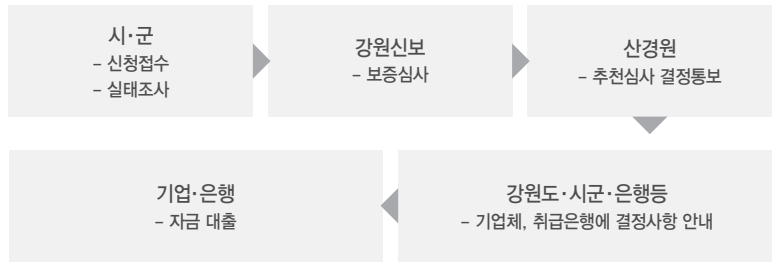 시·군
– 신청접수
– 실태조사
강원신보
– 보증심사
산경원
– 추천심사 결정통보
강원도·시군·은행등
– 기업체, 취급은행에 결정사항 안내
기업·은행
– 자금 대출